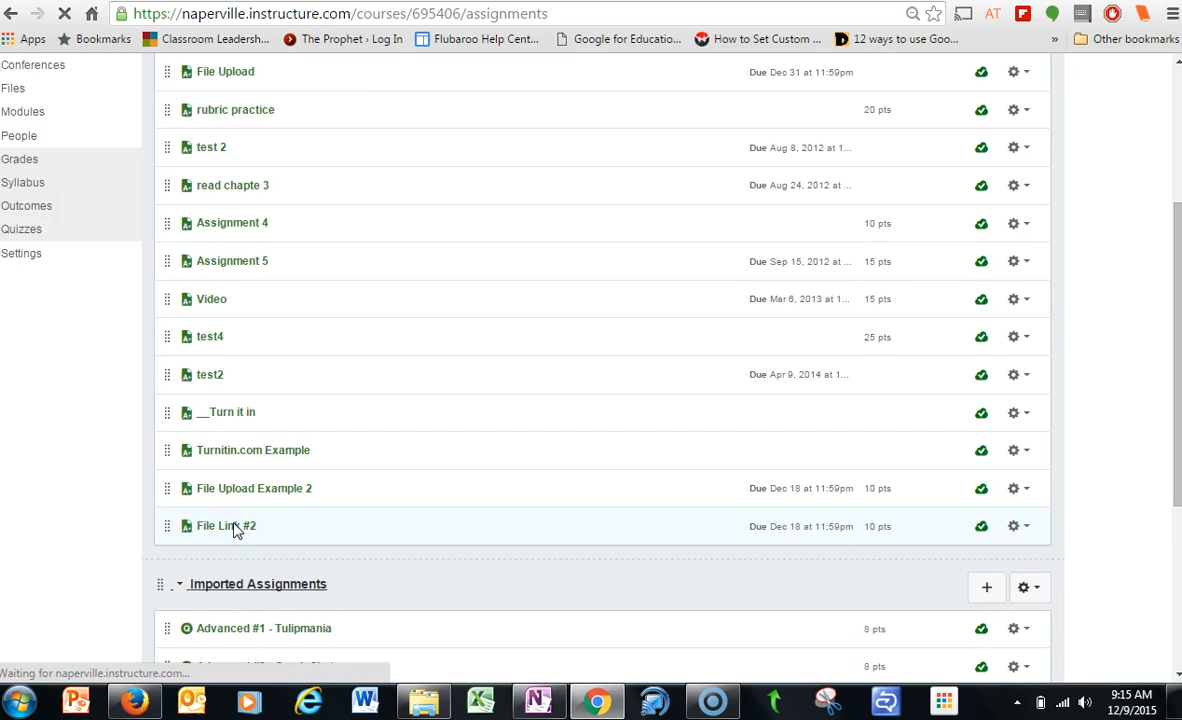 https://naperville.instructure.com/courses/695406/assignments
AT
Apps Bookmarks Classroom Leadersh... The Prophet › Log In Flubaroo Help Cent... Google for Educatio... How to Set Custom ... 12 ways to use Goo... » Other bookmarks
Conferences
Files
Modules
People
Grades
Syllabus
Outcomes
Quizzes
Settings
File Upload Due Dec 31 at 11:59pm
rubric practice 20 pts
test 2 Due Aug 8, 2012 at 1...
read chapte 3 Due Aug 24, 2012 at ...
Assignment 4 10 pts
Assignment 5 Due Sep 15, 2012 at ... 15 pts
Video Due Mar 6, 2013 at 1... 15 pts
test4 25 pts
test2 Due Apr 9, 2014 at 1...
__Turn it in
Turnitin.com Example
File Upload Example 2 Due Dec 18 at 11:59pm 10 pts
File Link #2 Due Dec 18 at 11:59pm 10 pts
Imported Assignments
Advanced #1 - Tulipmania 8 pts
8 pts
Waiting for naperville.instructure.com...
9:15 AM
12/9/2015